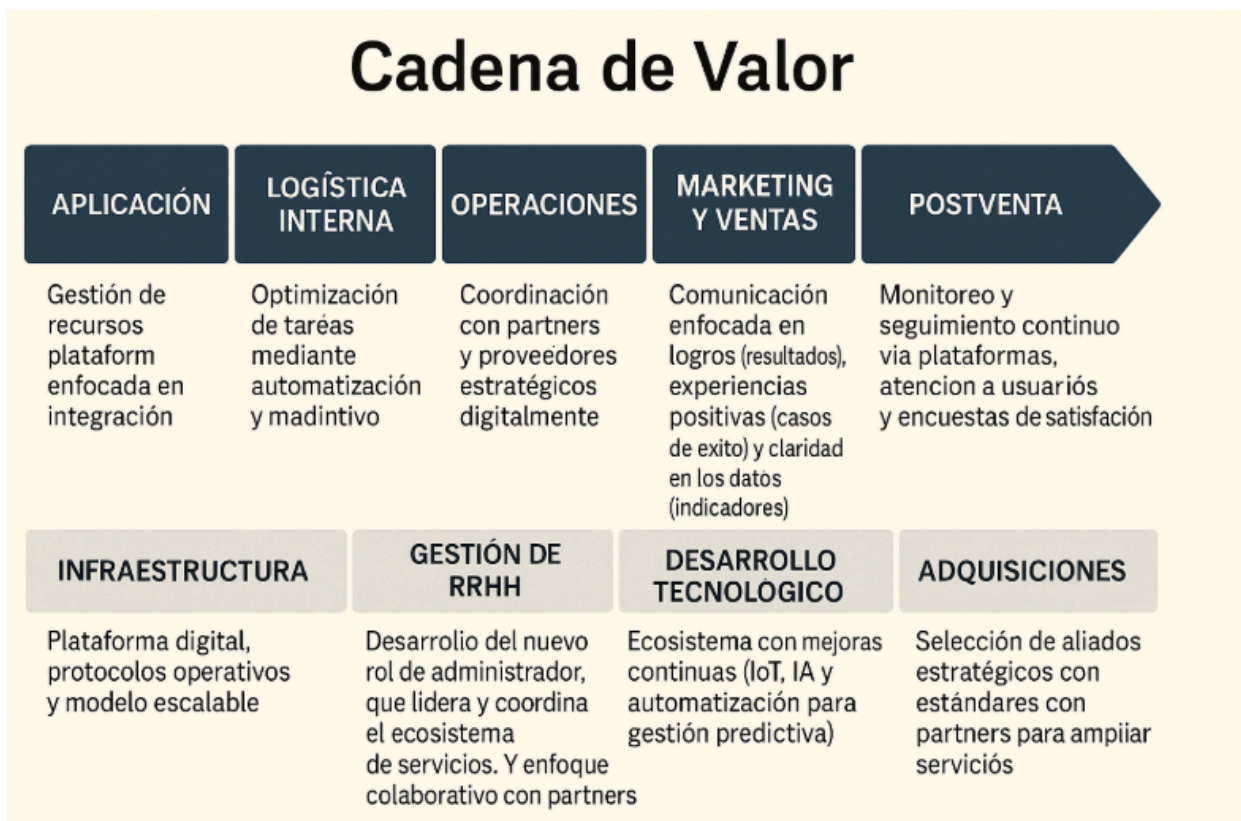 Cadena de Valor
APLICACIÓN
LOGÎSTICA
INTERNA
OPERACIONES
MARKETING
Y VENTAS
POSTVENTA
Gestión de
recursos
plataform
enfocada en
integración
Optimización
de tareas
mediante
automatización
y madintivo
Coordinación
con partners
y proveedores
estratégicos
digitalmente
Comunicación
enfocada en
logros (resultados),
experiencias
positivas (casos
de exito) y claridad
en los datos
(indicadores)
Monitoreo y
seguimiento continuo
via plataformas,
atencion a usuariós
y encuestas de satisfacción
INFRAESTRUCTURA
GESTIÓN DE
RRHH
DESARROLLO
TECNOLÓGICO
ADQUISICIONES
Plataforma digital,
protocolos operativos
y modelo escalable
Desarrolio del nuevo
rol de administrador,
que lidera y coordina
el ecosistema
de servicios. Y enfoque
colaborativo con partners
Ecosistema con mejoras
continuas (IoT, IA y
automatización para
gestión predictiva)
Selección de aliados
estratégicos con
estándares con
partners para ampiiar
serviciós